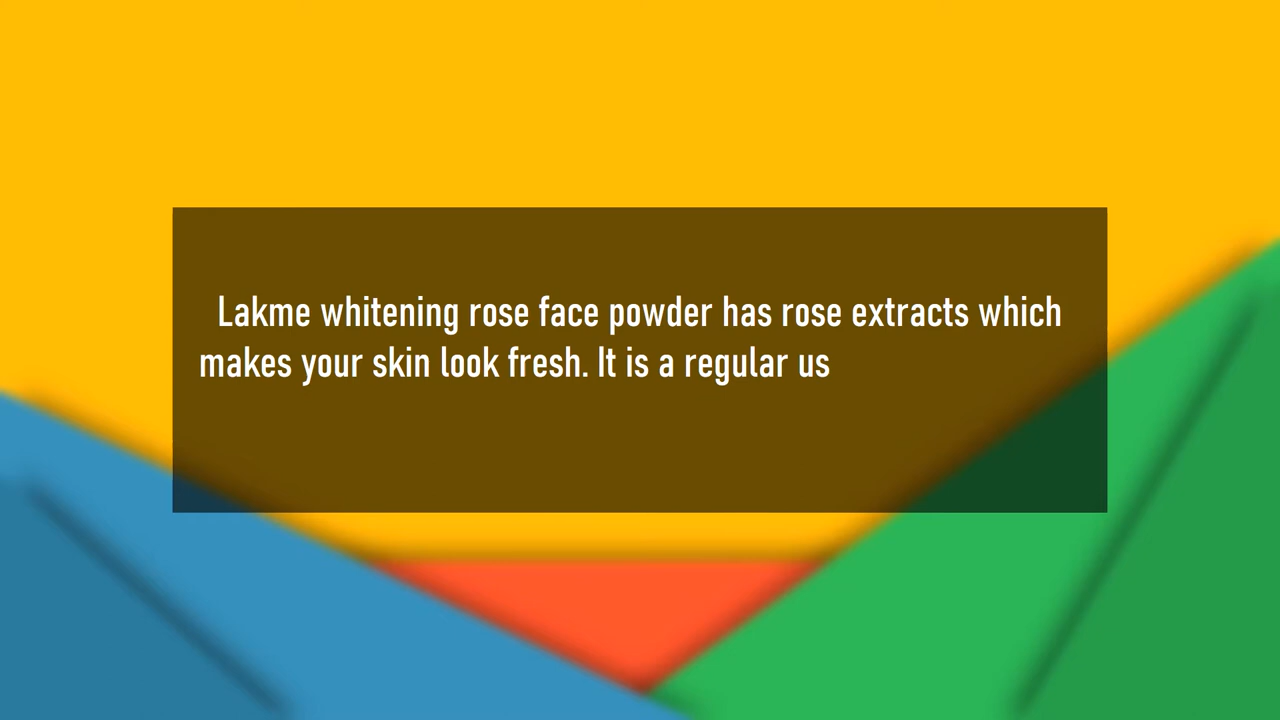 Lakme whitening rose face powder has rose extracts which
makes your skin look fresh. It is a regular us